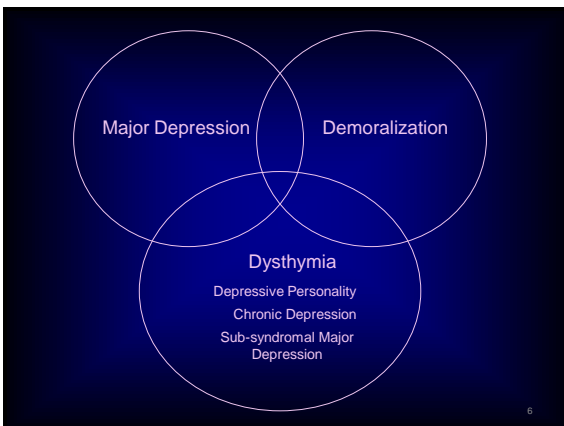 Major Depression
Demoralization
Dysthymia
Depressive Personality
Chronic Depression
Sub-syndromal Major
Depression
6